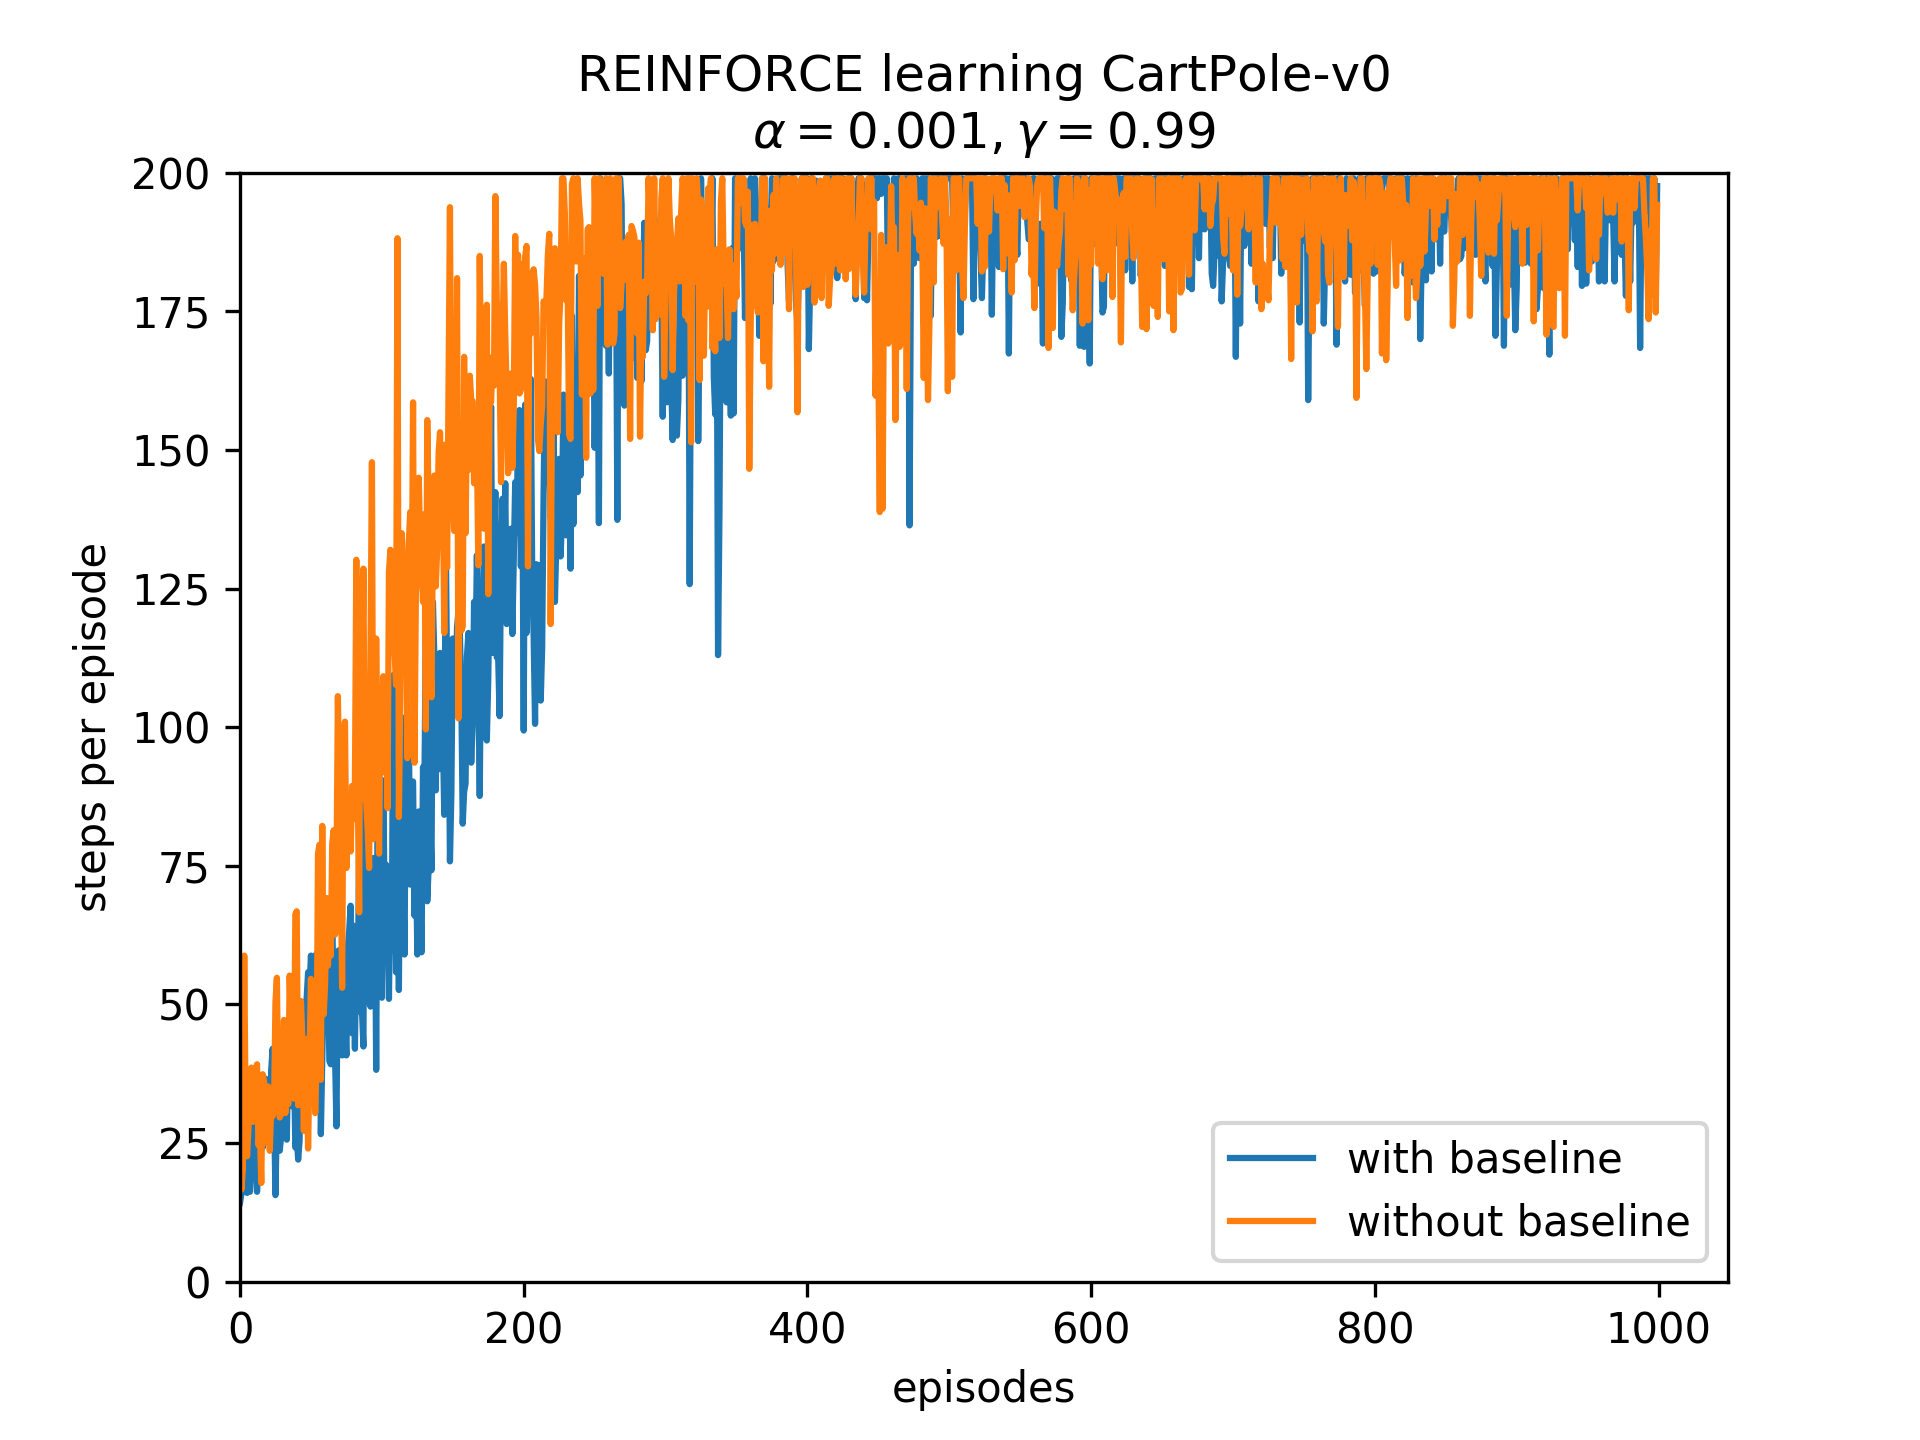 REINFORCE learning CartPole-v0
α = 0.001, γ = 0.99
200
175
150
125
100
75
50
25
0
steps per episode
with baseline
without baseline
0 200 400 600 800 1000
episodes